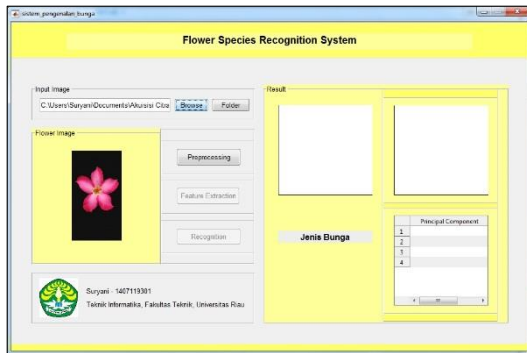 sistem_pengenalan_bunga
Flower Species Recognition System
Input Image
C:\Users\Suryani\Documents\Akuisisi Citra
Browse
Folder
Flower Image
Preprocessing
Feature Extraction
Recognition
Suryani - 1407119301
Teknik Informatika, Fakultas Teknik, Universitas Riau
Result
Jenis Bunga
Principal Component
1
2
3
4